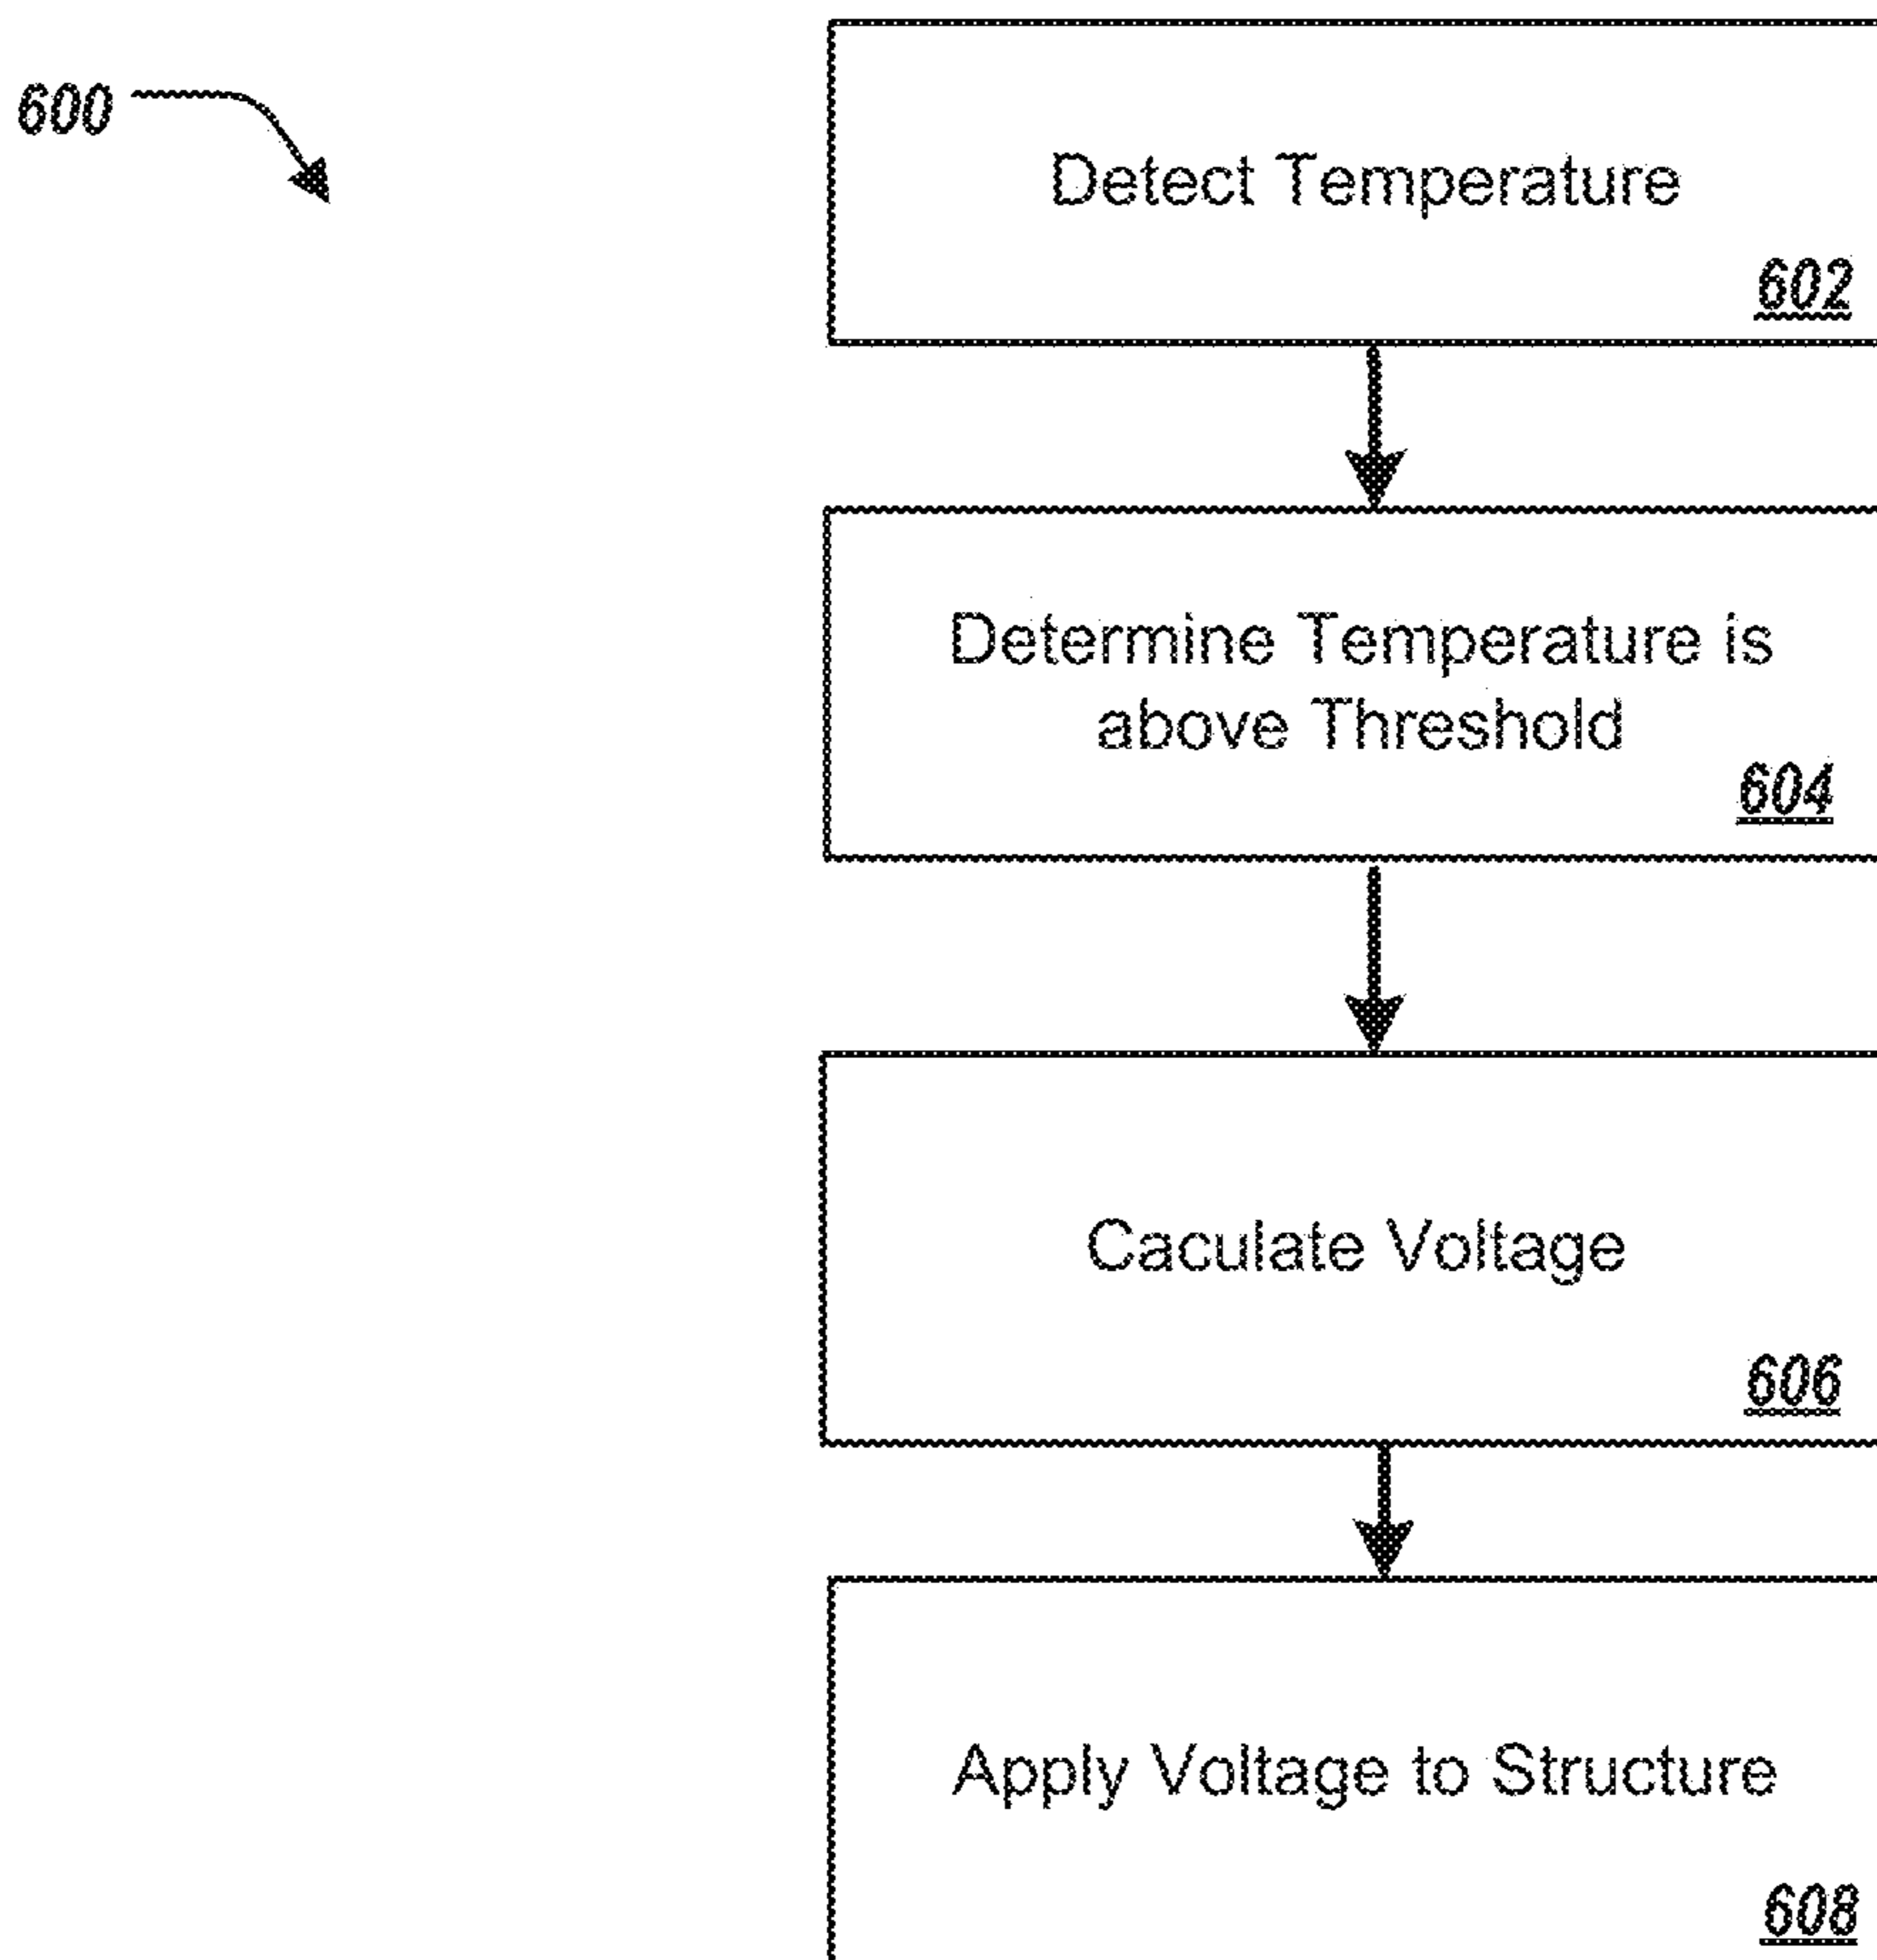 600
Detect Temperature
602
Determine Temperature is
above Threshold
604
Caculate Voltage
606
Apply Voltage to Structure
608